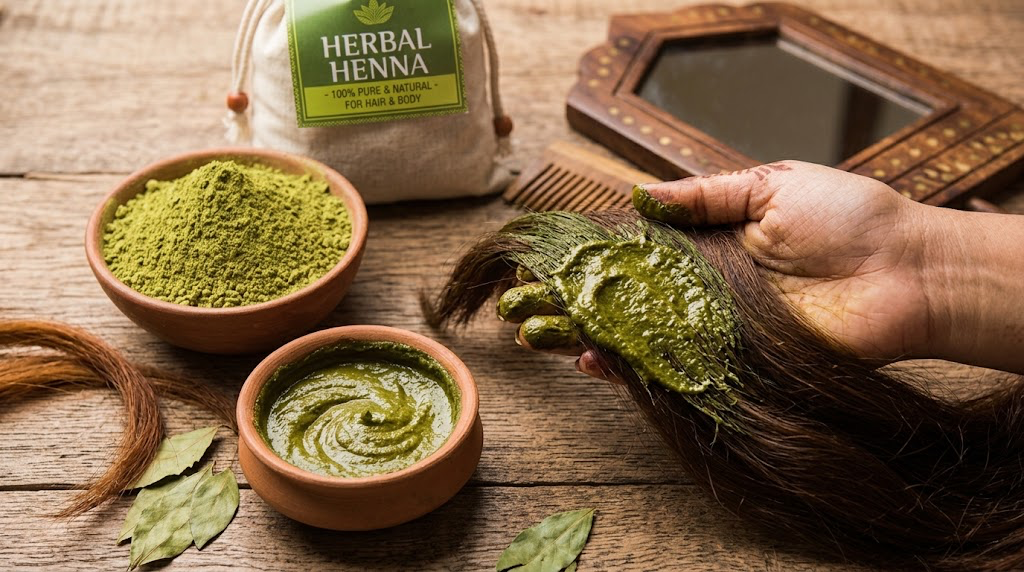 HERBAL
HENNA
- 100% PURE & NATURAL -
FOR HAIR & BODY